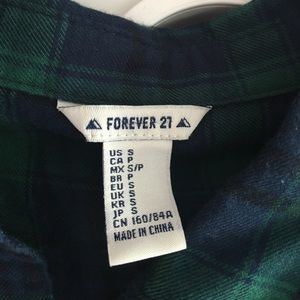 FOREVER 21
US S
CA P
MX S/P
BR P
EU S
UK S
KR S
JP S
CN 160/84A
MADE IN CHINA